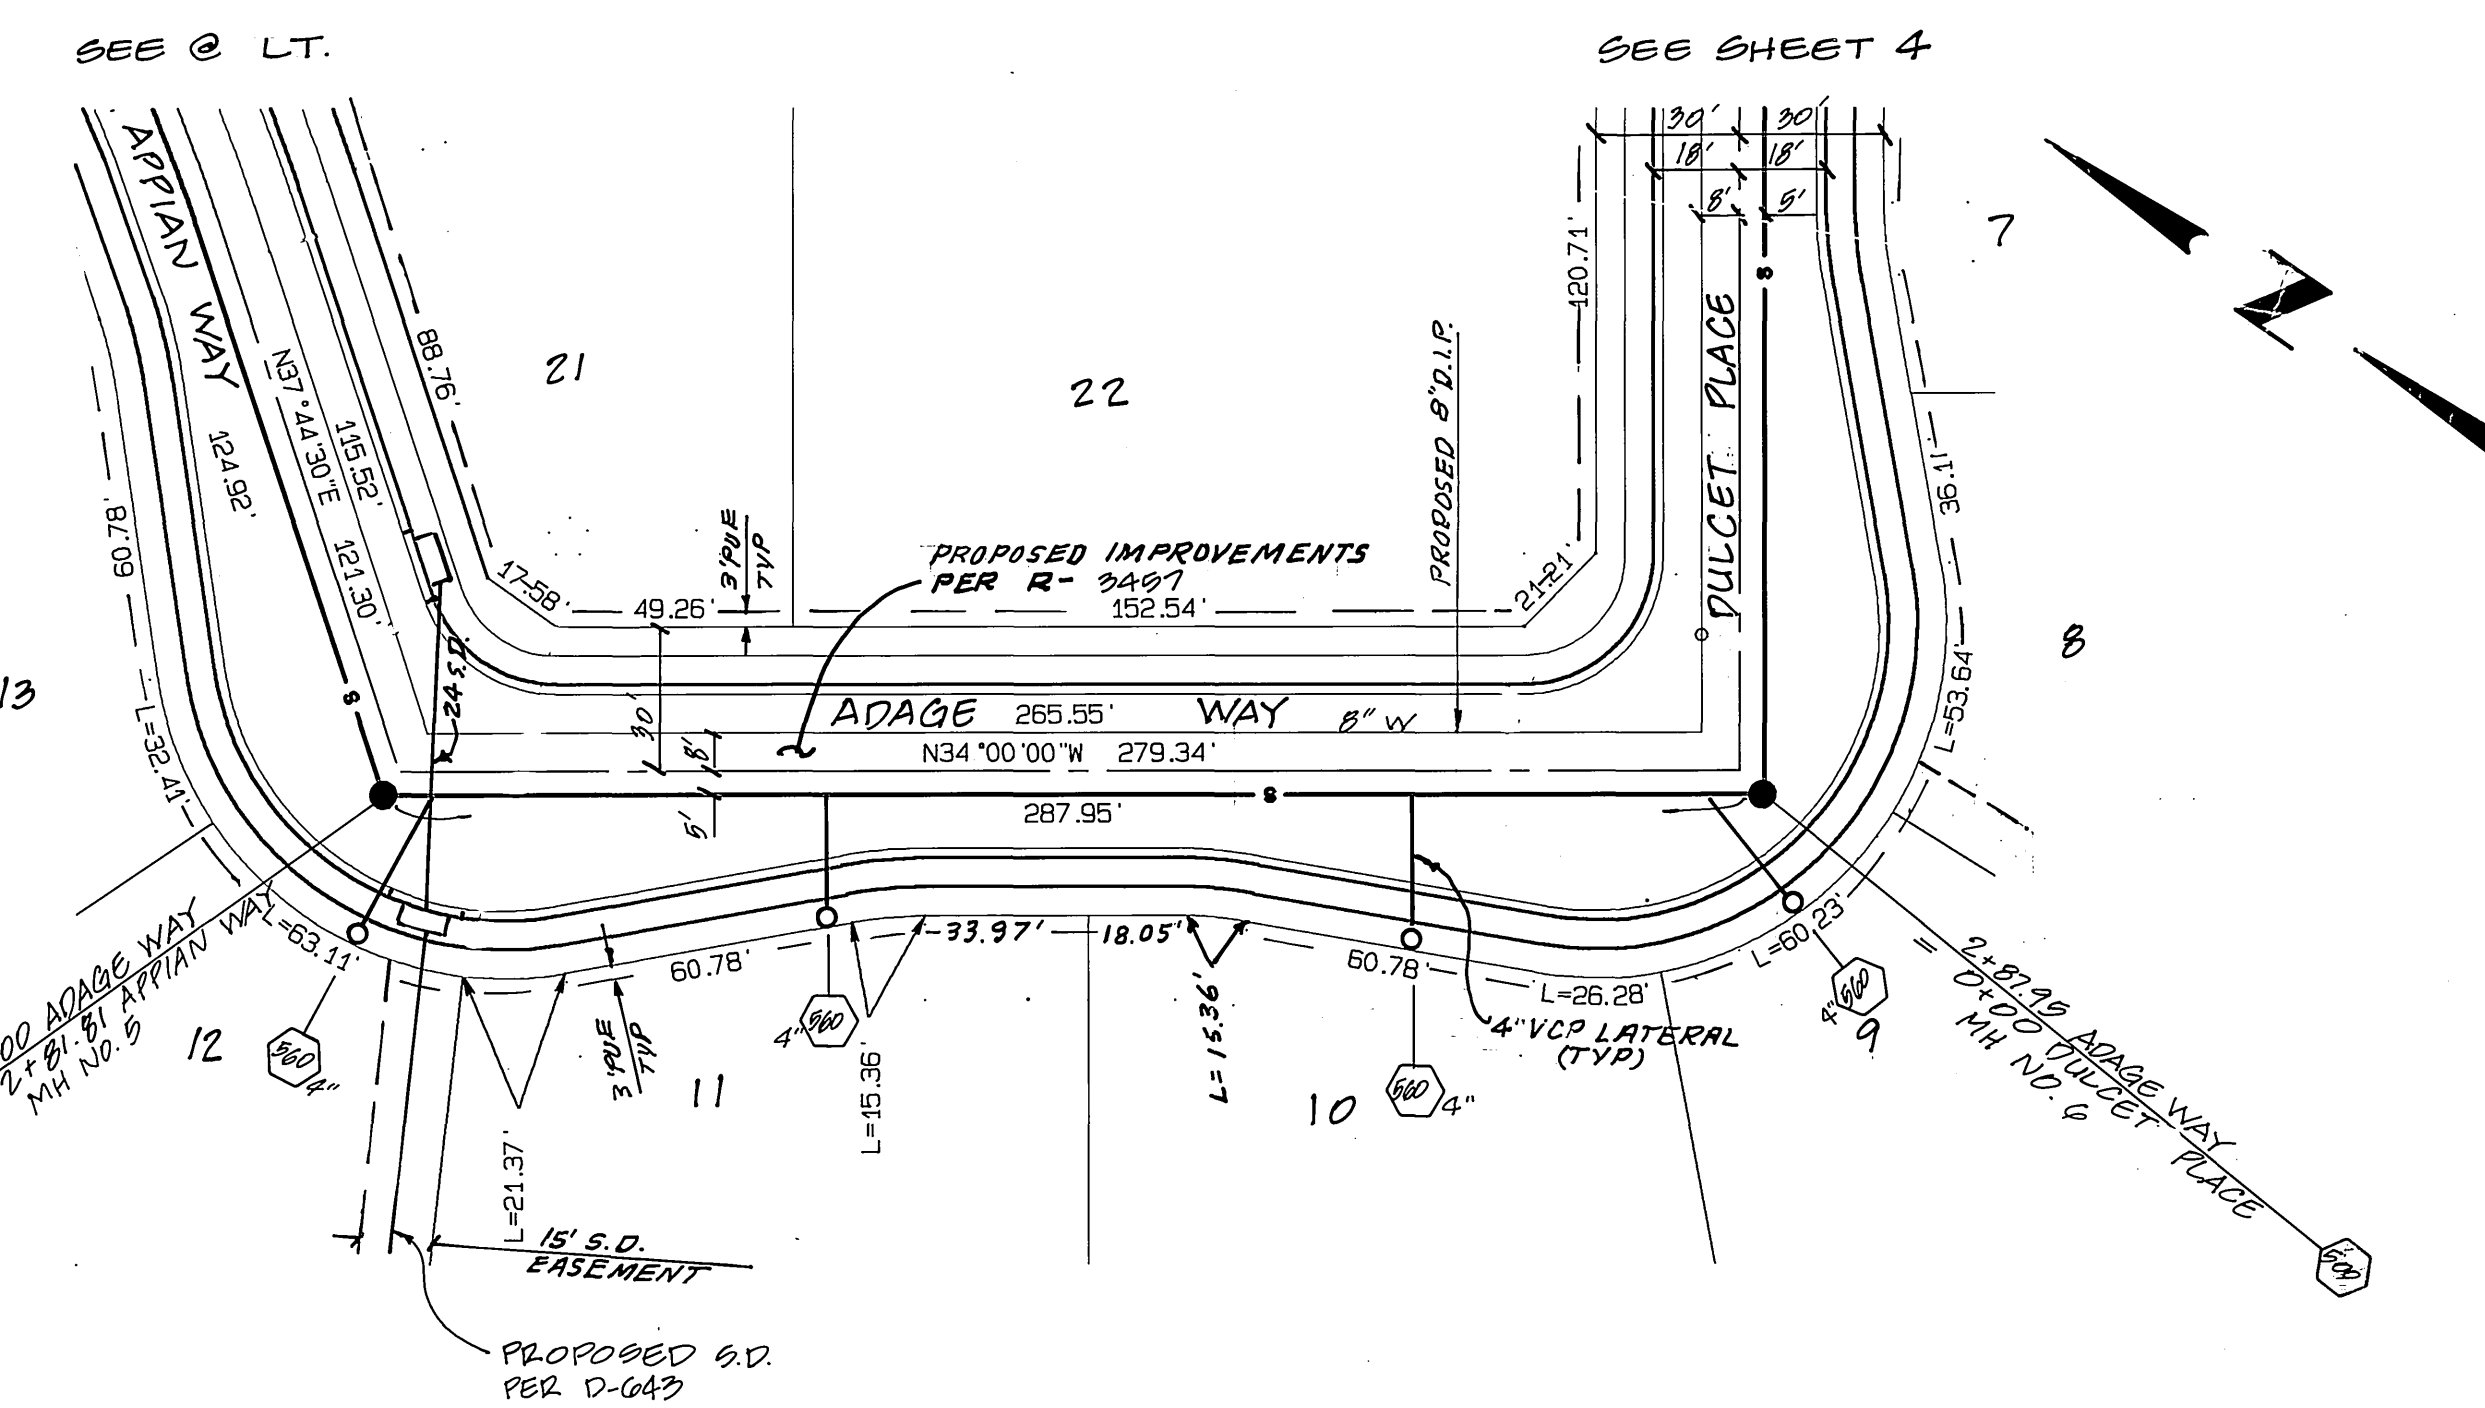 SEE @ LT.
SEE SHEET 4
30' 30'
18' 18'
8' 5'
APPIAN WAY
124.92'
N37°44'30"E 121.30'
115.52'
88.76'
60.78'
L=32.41'
17.58'
49.26'
3' PUE
TYP
21
22
7
8
13
120.71'
PROPOSED 8" D.I.P.
DULCET PLACE
S
36.11'
L=53.64'
PROPOSED IMPROVEMENTS
PER R- 3457
152.54'
21.21'
24 S.D.
S
30'
8'
5'
ADAGE 265.55' WAY 8" W
N34°00'00"W 279.34'
S
287.95'
00 ADAGE WAY
2+81.81 APPIAN WAY
MH NO. 5
L=63.11'
12
560
4"
60.78'
3' PUE
TYP
L=21.37'
11
4" 560
L=15.36'
33.97' 18.05'
L=15.36'
60.78'
L=26.28'
4" VCP LATERAL
(TYP)
10
560 4"
L=60.23'
4" 560
9
2+87.95 ADAGE WAY
= 0+00 DULCET PLACE
MH NO. 6
500
15' S.D.
EASEMENT
PROPOSED S.D.
PER D-643